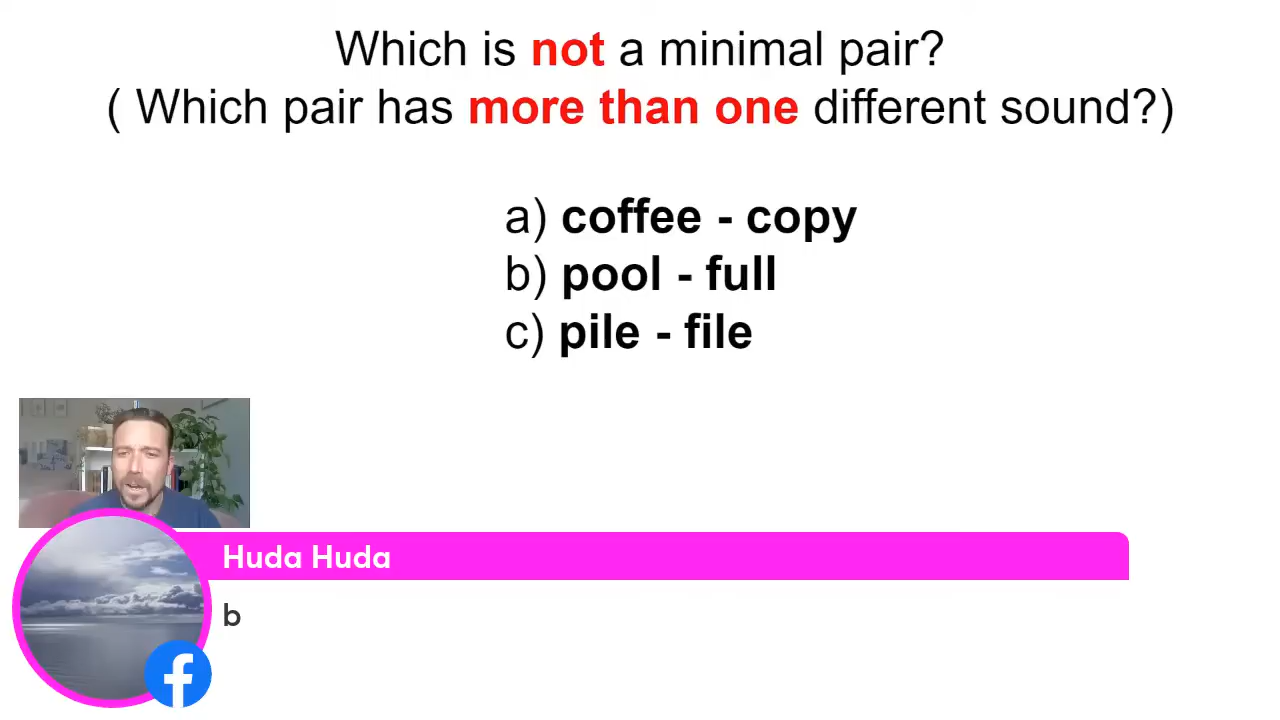 Which is not a minimal pair?
( Which pair has more than one different sound?)
a) coffee - copy
b) pool - full
c) pile - file
Huda Huda
b